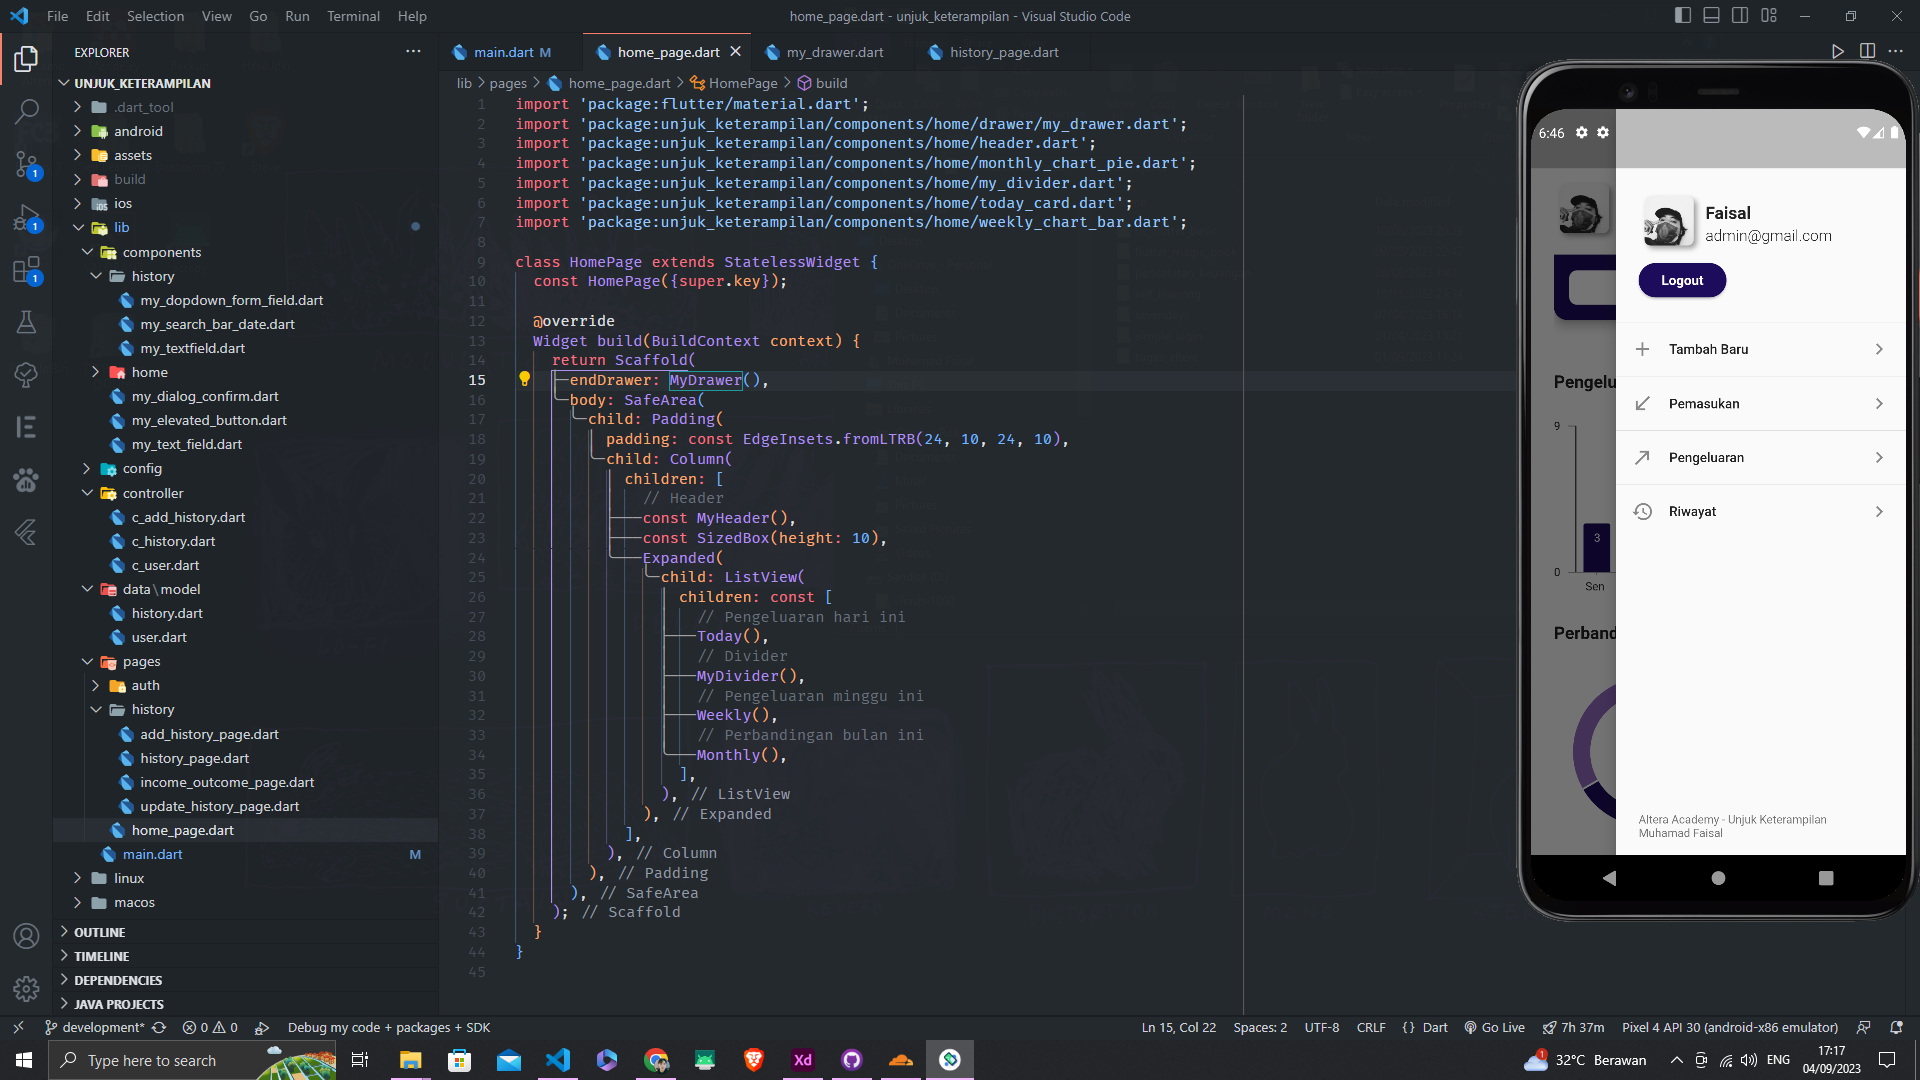 File Edit Selection View Go Run Terminal Help
home_page.dart - unjuk_keterampilan - Visual Studio Code
EXPLORER
UNJUK_KETERAMPILAN
.dart_tool
android
assets
build
ios
lib
components
history
my_dopdown_form_field.dart
my_search_bar_date.dart
my_textfield.dart
home
my_dialog_confirm.dart
my_elevated_button.dart
my_text_field.dart
config
controller
c_add_history.dart
c_history.dart
c_user.dart
data\model
history.dart
user.dart
pages
auth
history
add_history_page.dart
history_page.dart
income_outcome_page.dart
update_history_page.dart
home_page.dart
main.dart M
linux
macos
OUTLINE
TIMELINE
DEPENDENCIES
JAVA PROJECTS
1
1
1
main.dart M
home_page.dart
my_drawer.dart
history_page.dart
lib > pages > home_page.dart > HomePage > build
1 import 'package:flutter/material.dart';
2 import 'package:unjuk_keterampilan/components/home/drawer/my_drawer.dart';
3 import 'package:unjuk_keterampilan/components/home/header.dart';
4 import 'package:unjuk_keterampilan/components/home/monthly_chart_pie.dart';
5 import 'package:unjuk_keterampilan/components/home/my_divider.dart';
6 import 'package:unjuk_keterampilan/components/home/today_card.dart';
7 import 'package:unjuk_keterampilan/components/home/weekly_chart_bar.dart';
8
9 class HomePage extends StatelessWidget {
10 const HomePage({super.key});
11
12 @override
13 Widget build(BuildContext context) {
14 return Scaffold(
15 endDrawer: MyDrawer(),
16 body: SafeArea(
17 child: Padding(
18 padding: const EdgeInsets.fromLTRB(24, 10, 24, 10),
19 child: Column(
20 children: [
21 // Header
22 const MyHeader(),
23 const SizedBox(height: 10),
24 Expanded(
25 child: ListView(
26 children: const [
27 // Pengeluaran hari ini
28 Today(),
29 // Divider
30 MyDivider(),
31 // Pengeluaran minggu ini
32 Weekly(),
33 // Perbandingan bulan ini
34 Monthly(),
35 ],
36 ), // ListView
37 ), // Expanded
38 ],
39 ), // Column
40 ), // Padding
41 ), // SafeArea
42 ); // Scaffold
43 }
44 }
45
6:46
Faisal
admin@gmail.com
Logout
Tambah Baru
Pemasukan
Pengeluaran
Riwayat
Pengelu
9
3
0
Sen
Perband
Altera Academy - Unjuk Keterampilan
Muhamad Faisal
development* 0 0 Debug my code + packages + SDK
Ln 15, Col 22 Spaces: 2 UTF-8 CRLF {} Dart Go Live 7h 37m Pixel 4 API 30 (android-x86 emulator)
Type here to search
Xd
1
32°C Berawan
ENG
17:17
04/09/2023